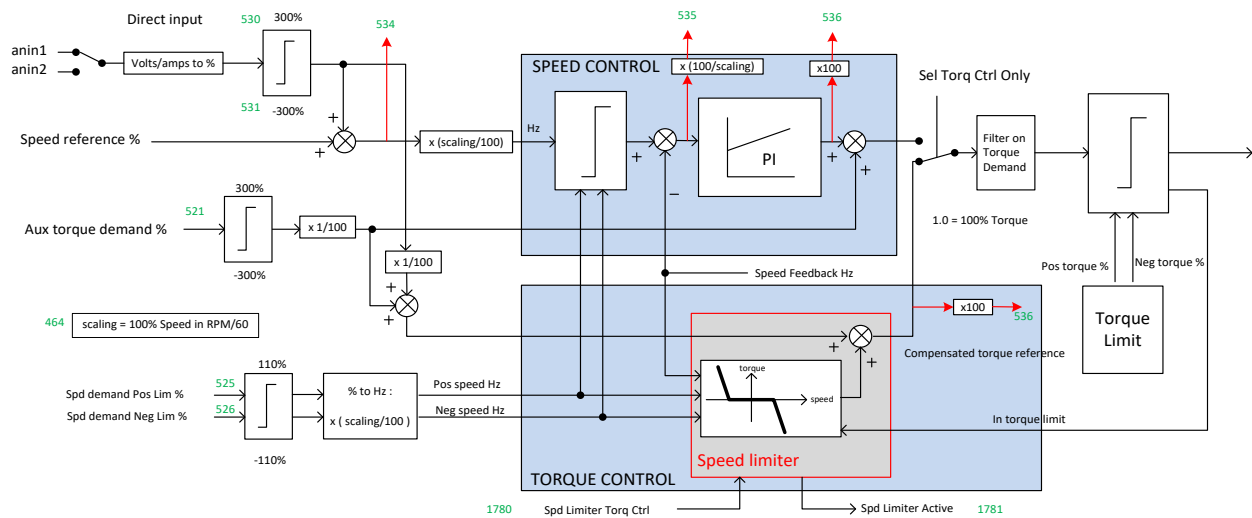 Direct input
530
300%
534
535
536
anin1
anin2
Volts/amps to %
SPEED CONTROL
x (100/scaling)
x100
Sel Torq Ctrl Only
531
-300%
+
Speed reference %
+
x (scaling/100)
Hz
+
−
PI
+
+
Filter on
Torque
Demand
300%
521
Aux torque demand %
x 1/100
-300%
1.0 = 100% Torque
x 1/100
Speed Feedback Hz
Pos torque %
Neg torque %
+
+
464
scaling = 100% Speed in RPM/60
x100
536
Torque
Limit
+
+
Compensated torque reference
110%
525
Spd demand Pos Lim %
526
Spd demand Neg Lim %
% to Hz :
x ( scaling/100 )
Pos speed Hz
Neg speed Hz
torque
speed
In torque limit
-110%
Speed limiter
TORQUE CONTROL
1780
Spd Limiter Torq Ctrl
Spd Limiter Active
1781